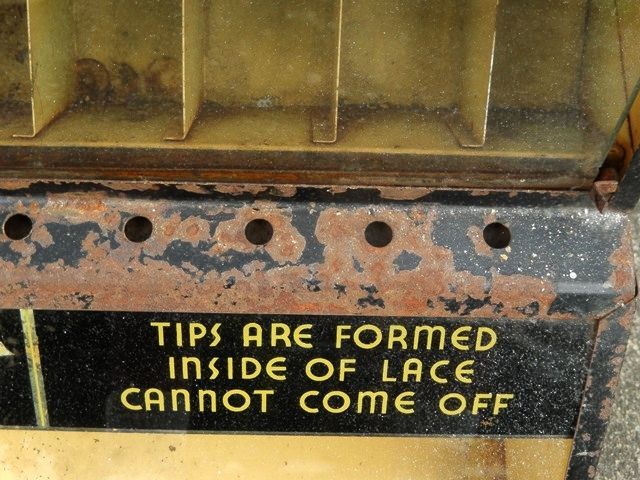 TIPS ARE FORMED
INSIDE OF LACE
CANNOT COME OFF